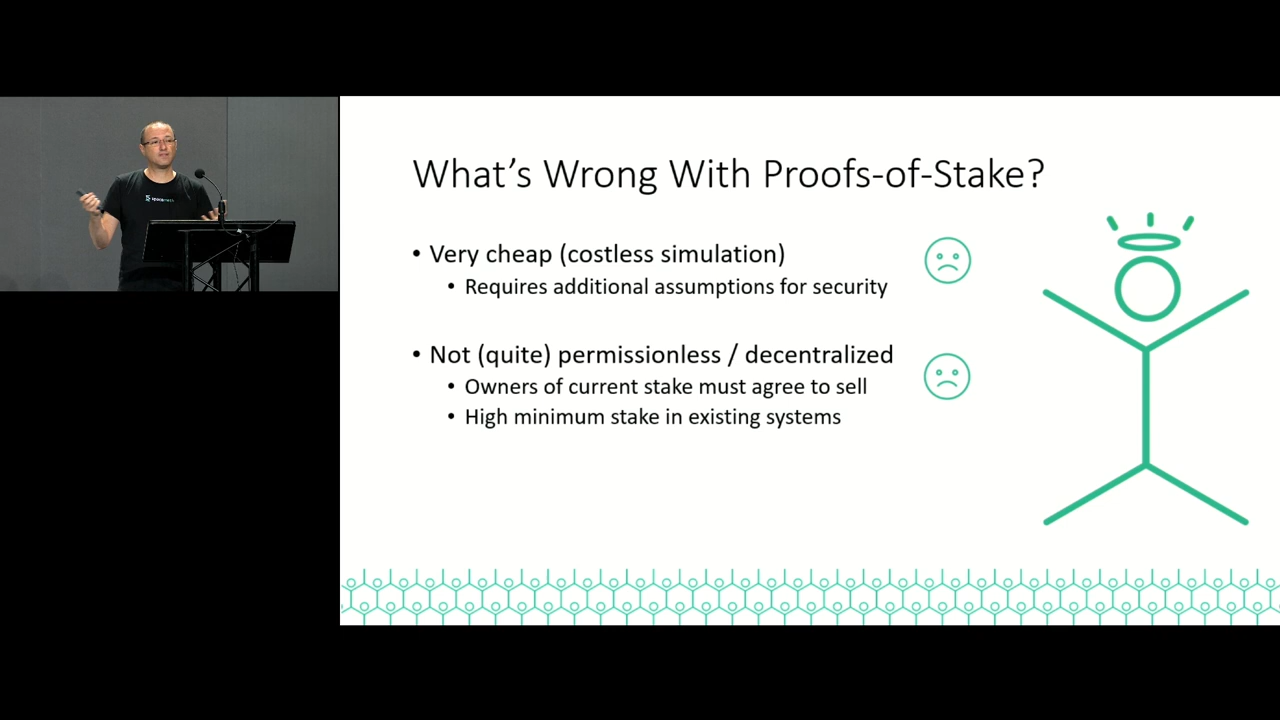 What's Wrong With Proofs-of-Stake?
• Very cheap (costless simulation)
• Requires additional assumptions for security
• Not (quite) permissionless / decentralized
• Owners of current stake must agree to sell
• High minimum stake in existing systems